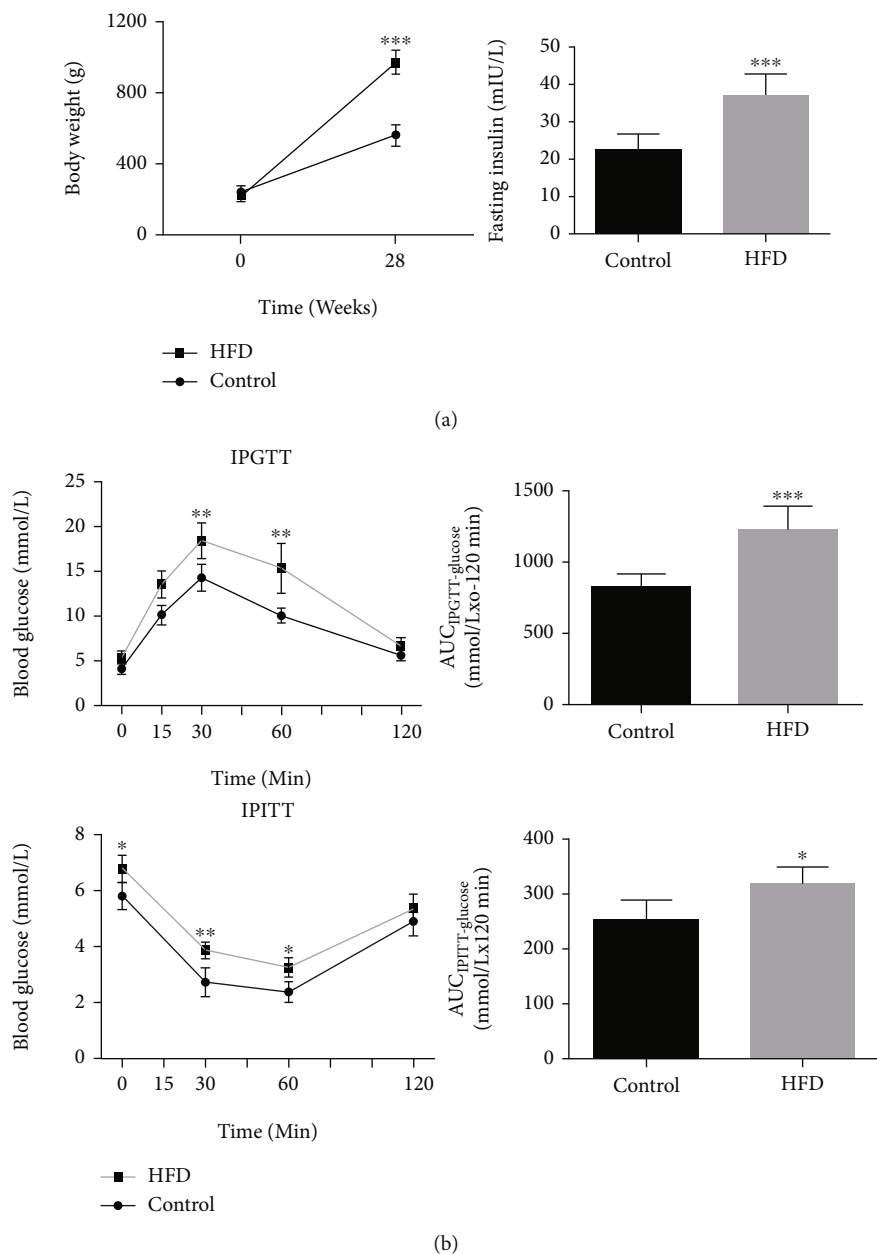 1200
800
400
0
Body weight (g)
***
0
28
Time (Weeks)
HFD
Control
50
40
30
20
10
0
Fasting insulin (mIU/L)
***
Control
HFD
(a)
IPGTT
25
20
15
10
5
0
Blood glucose (mmol/L)
**
**
0
15
30
60
120
Time (Min)
1500
1000
500
0
AUCIPGTT-glucose
(mmol/Lxo-120 min)
***
Control
HFD
IPITT
8
6
4
2
0
Blood glucose (mmol/L)
*
**
*
0
15
30
60
120
Time (Min)
HFD
Control
400
300
200
100
0
AUCIPITT-glucose
(mmol/Lx120 min)
*
Control
HFD
(b)